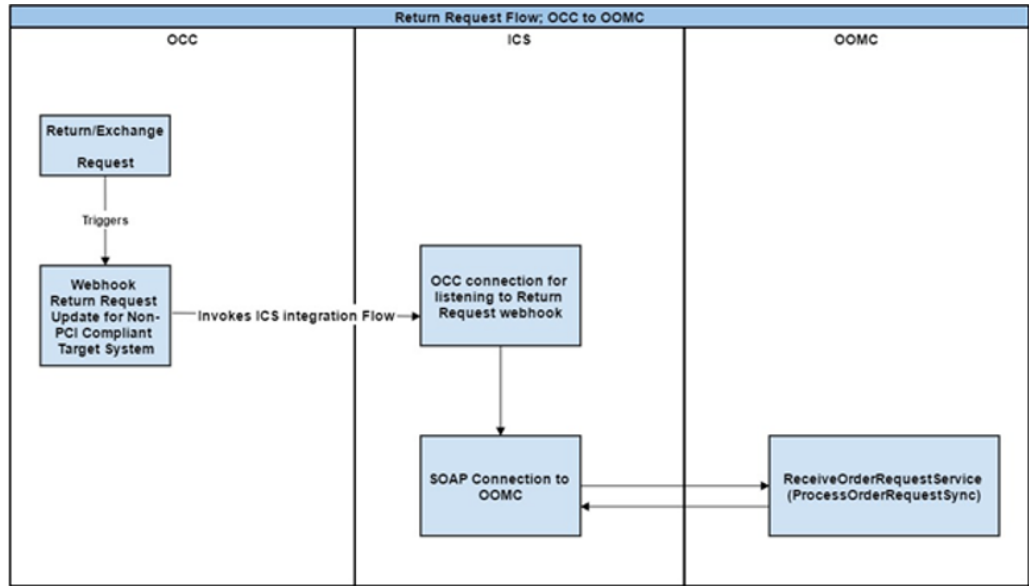 Return Request Flow; OCC to OOMC
OCC
ICS
OOMC
Return/Exchange
Request
Triggers
Webhook
Return Request
Update for Non-
PCI Compliant
Target System
Invokes ICS integration Flow
OCC connection for
listening to Return
Request webhook
SOAP Connection to
OOMC
ReceiveOrderRequestService
(ProcessOrderRequestSync)